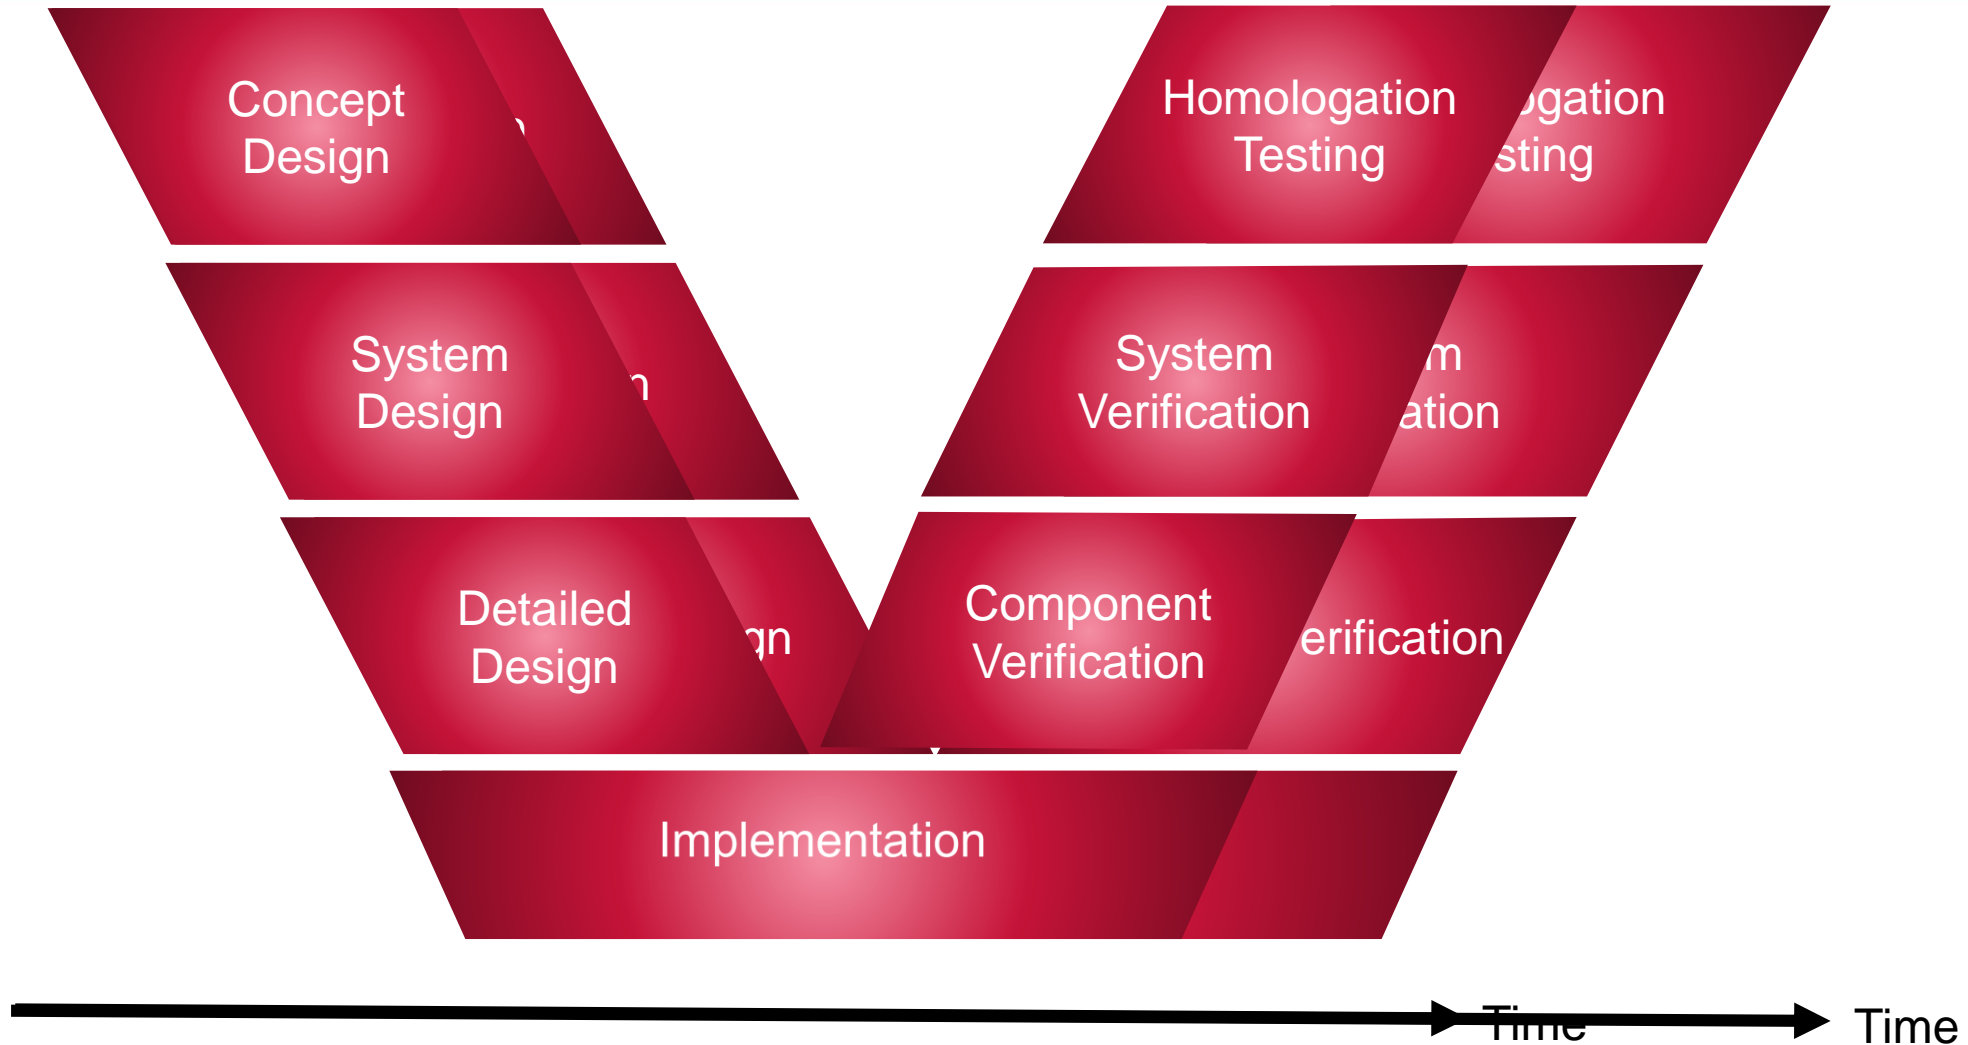 Concept
Design
Homologation
Testing
ogation
sting
System
Design
n
System
Verification
m
ation
Detailed
Design
gn
Component
Verification
erification
Implementation
Time
Time